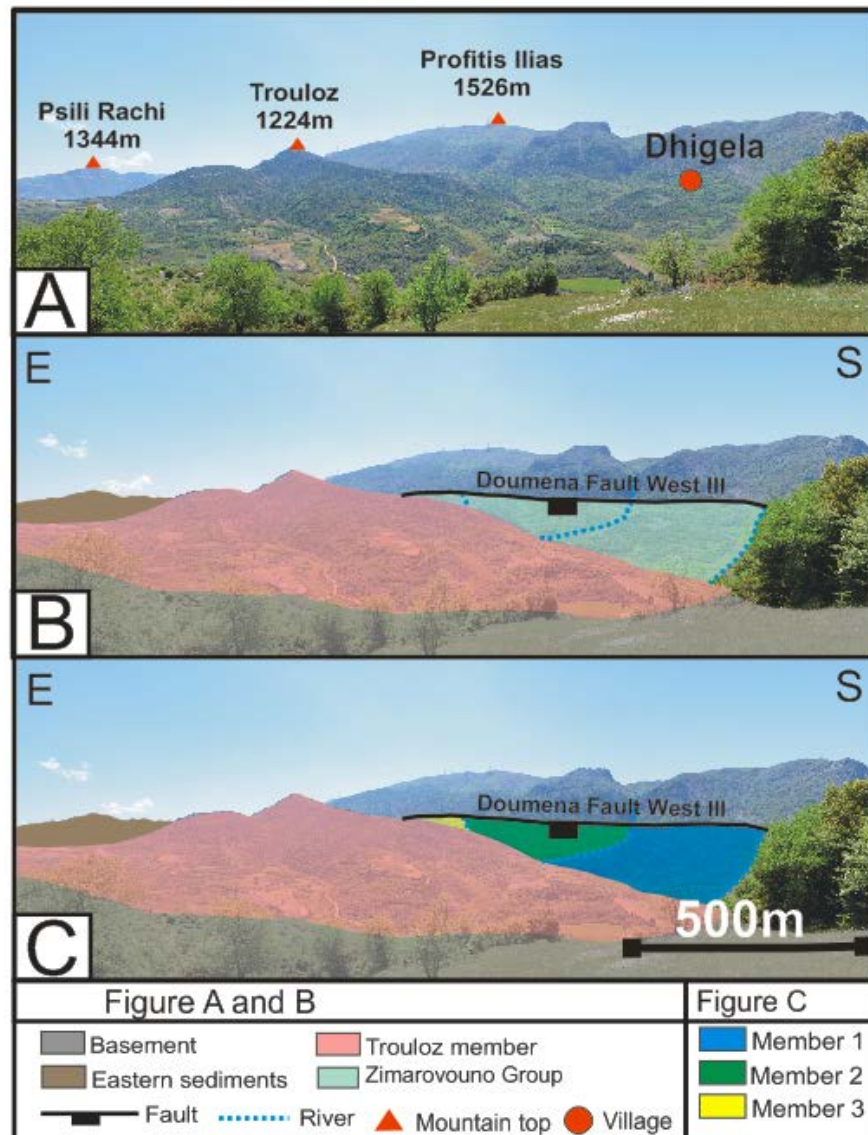 Psili Rachi
1344m
Trouloz
1224m
Profitis Ilias
1526m
Dhigela
A
E
S
Doumena Fault West III
B
E
S
Doumena Fault West III
C
500m
Figure A and B
Figure C
Basement
Trouloz member
Eastern sediments
Zimarovouno Group
Fault
River
Mountain top
Village
Member 1
Member 2
Member 3